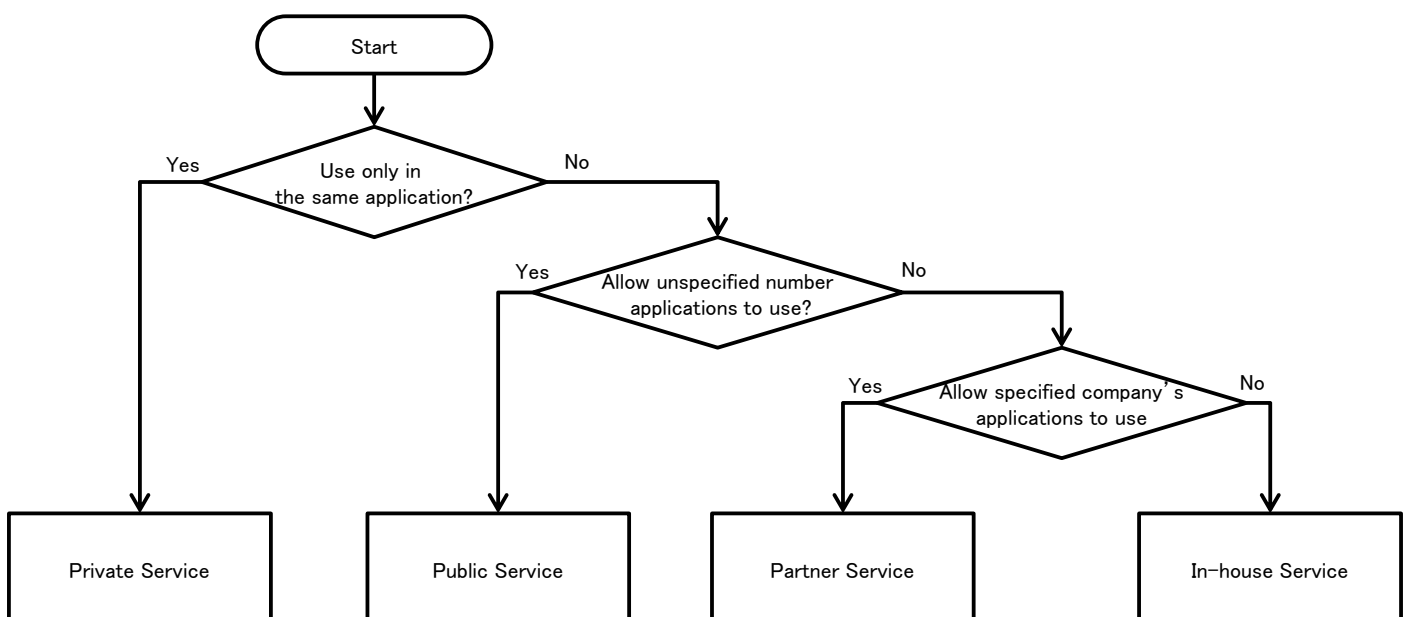 Start
Use only in
the same application?
Yes
No
Allow unspecified number
applications to use?
Yes
No
Allow specified company’s
applications to use
Yes
No
Private Service
Public Service
Partner Service
In-house Service